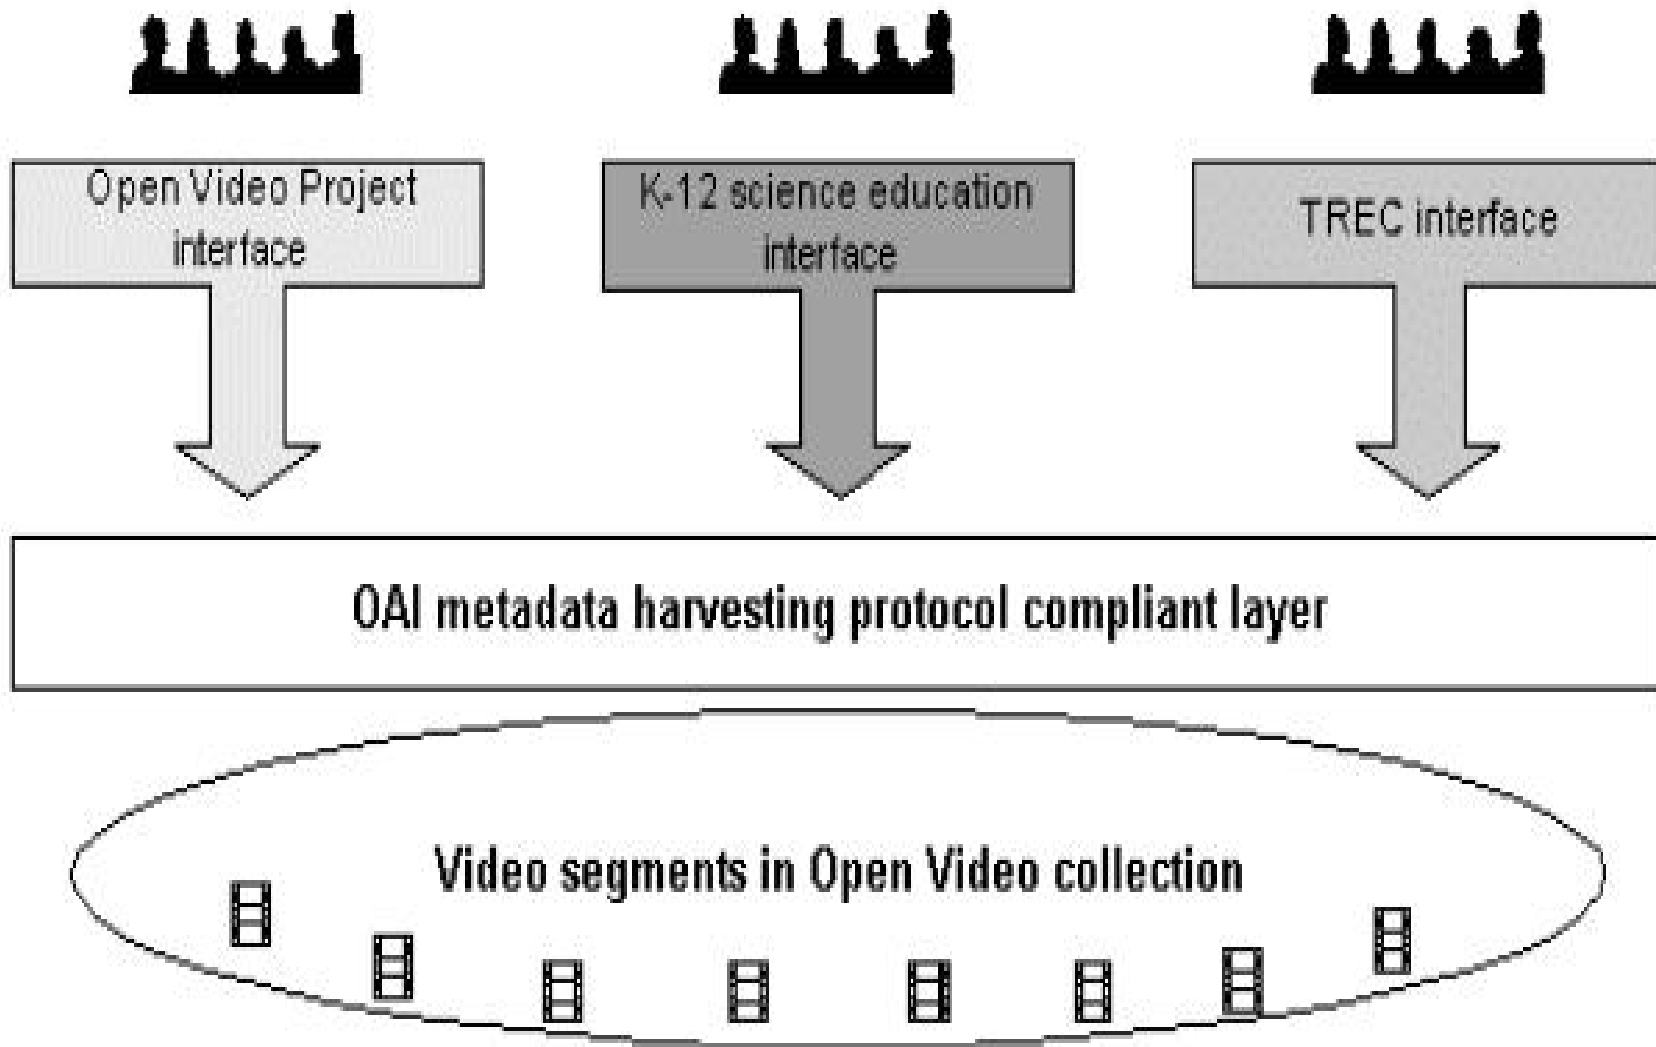 Open Video Project
interface
K-12 science education
interface
TREC interface
OAI metadata harvesting protocol compliant layer
Video segments in Open Video collection